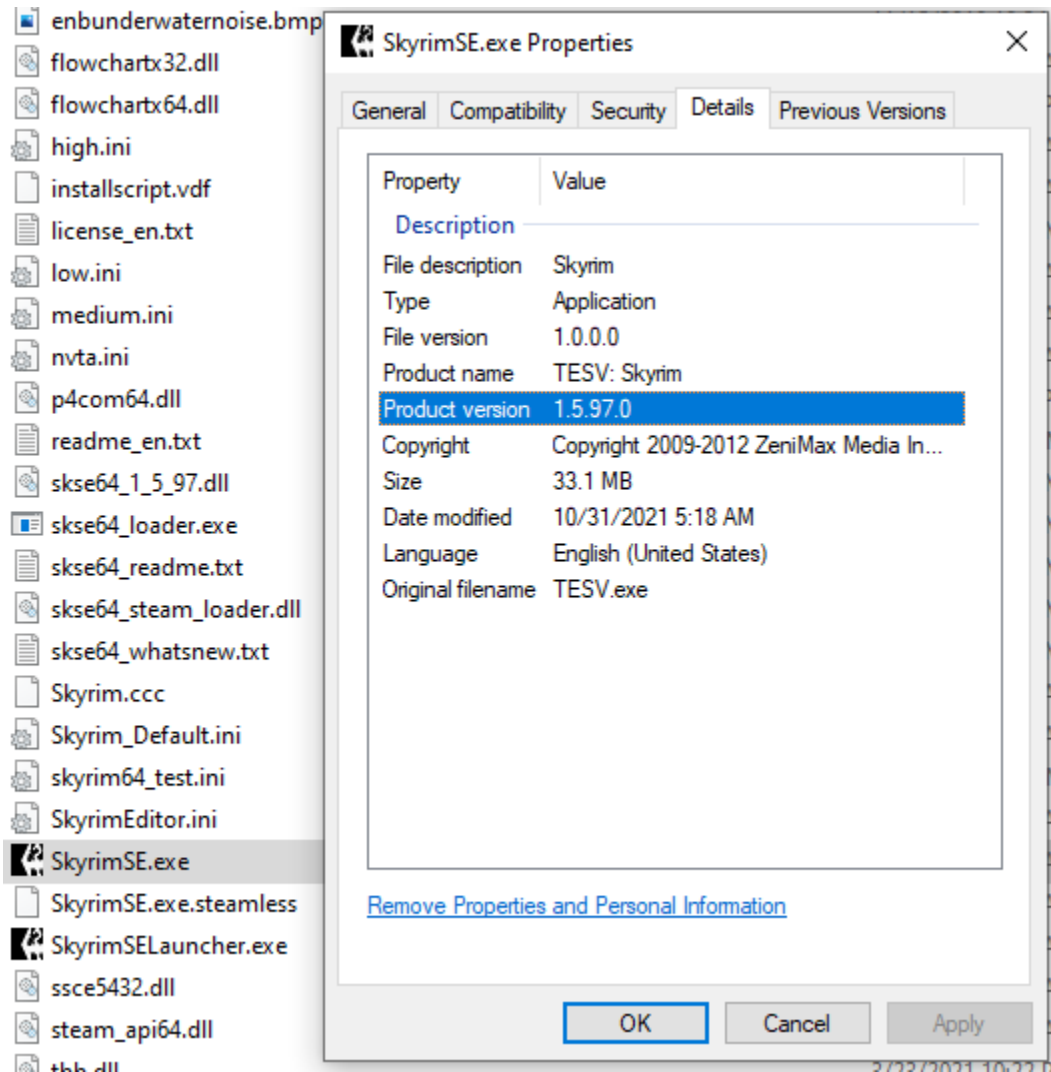 enbunderwaternoise.bmp
flowchartx32.dll
flowchartx64.dll
high.ini
installscript.vdf
license_en.txt
low.ini
medium.ini
nvta.ini
p4com64.dll
readme_en.txt
skse64_1_5_97.dll
skse64_loader.exe
skse64_readme.txt
skse64_steam_loader.dll
skse64_whatsnew.txt
Skyrim.ccc
Skyrim_Default.ini
skyrim64_test.ini
SkyrimEditor.ini
SkyrimSE.exe
SkyrimSE.exe.steamless
SkyrimSELauncher.exe
ssce5432.dll
steam_api64.dll
SkyrimSE.exe Properties
General Compatibility Security Details Previous Versions
Property Value
Description
File description Skyrim
Type Application
File version 1.0.0.0
Product name TESV: Skyrim
Product version 1.5.97.0
Copyright Copyright 2009-2012 ZeniMax Media In...
Size 33.1 MB
Date modified 10/31/2021 5:18 AM
Language English (United States)
Original filename TESV.exe
Remove Properties and Personal Information
OK Cancel Apply